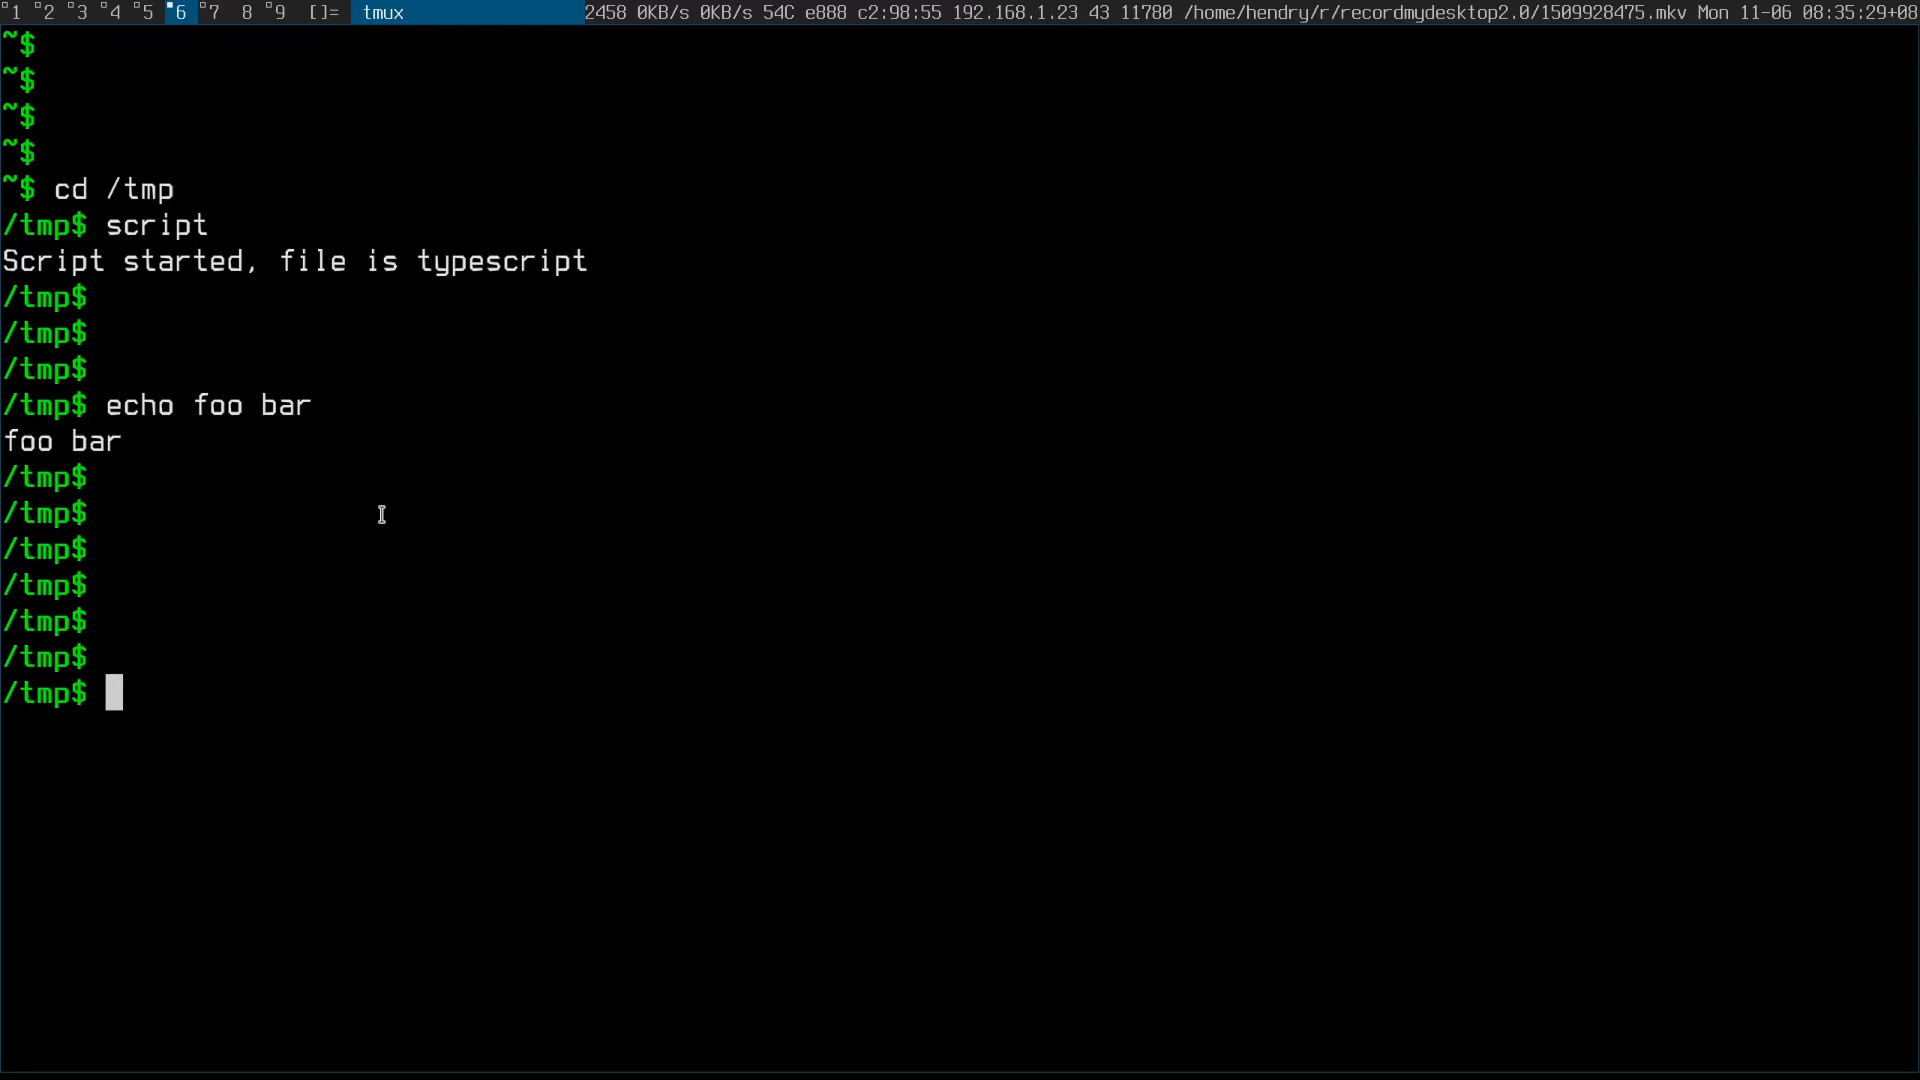 1 2 3 4 5 6 7 8 9 []= tmux 2458 0KB/s 0KB/s 54C e888 c2:98:55 192.168.1.23 43 11780 /home/hendry/r/recordmydesktop2.0/1509928475.mkv Mon 11-06 08:35:29+08
~$
~$
~$
~$
~$ cd /tmp
/tmp$ script
Script started, file is typescript
/tmp$
/tmp$
/tmp$
/tmp$ echo foo bar
foo bar
/tmp$
/tmp$
/tmp$
/tmp$
/tmp$
/tmp$
/tmp$